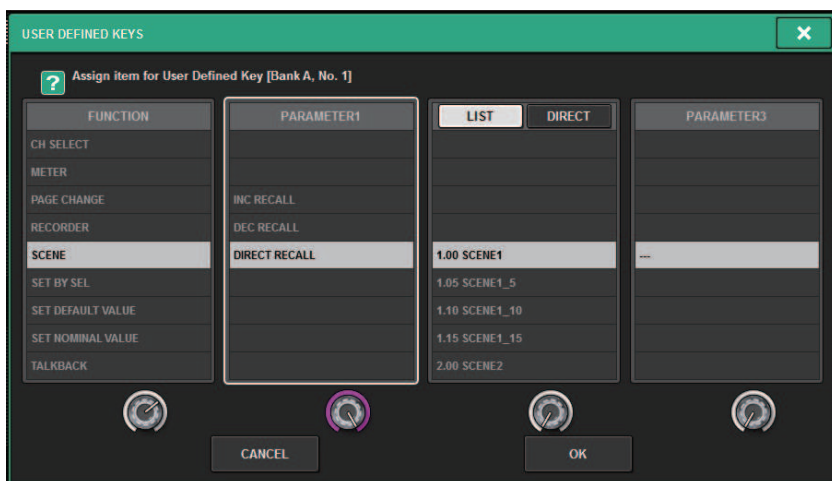 USER DEFINED KEYS
?
Assign item for User Defined Key [Bank A, No. 1]
FUNCTION
CH SELECT
METER
PAGE CHANGE
RECORDER
SCENE
SET BY SEL
SET DEFAULT VALUE
SET NOMINAL VALUE
TALKBACK
PARAMETER1
INC RECALL
DEC RECALL
DIRECT RECALL
LIST DIRECT
1.00 SCENE1
1.05 SCENE1_5
1.10 SCENE1_10
1.15 SCENE1_15
2.00 SCENE2
PARAMETER3
---
CANCEL OK